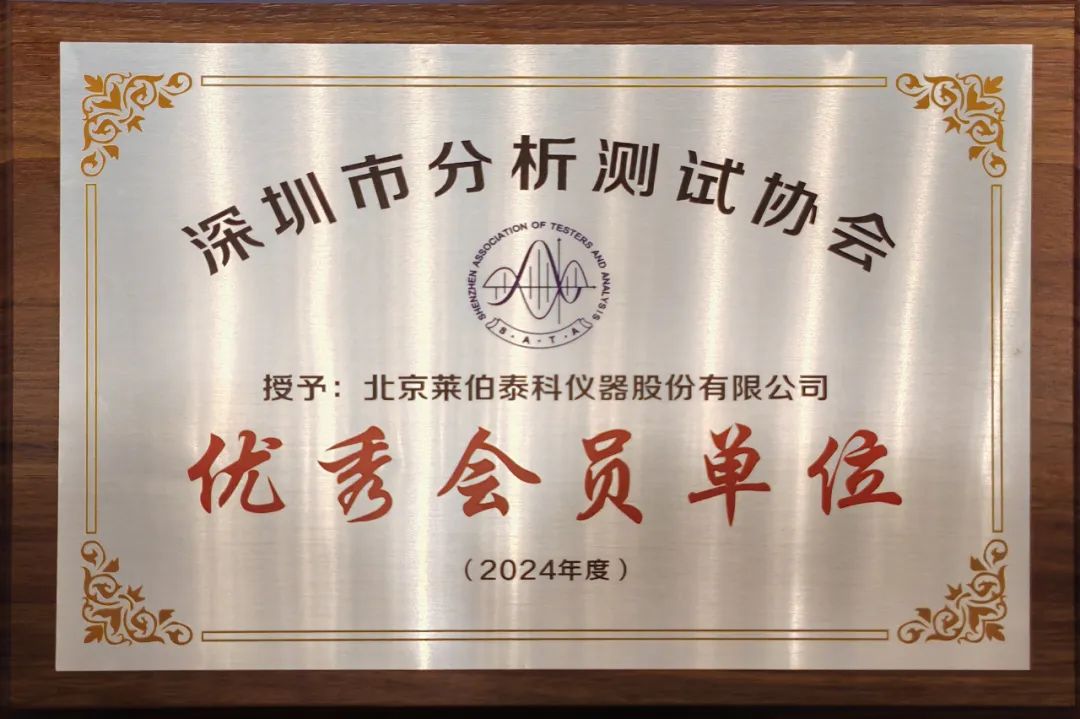 深圳市分析测试协会
SHENZHEN ASSOCIATION OF TESTERS AND ANALYSIS
S·A·T·A
授予：北京莱伯泰科仪器股份有限公司
优秀会员单位
（2024年度）